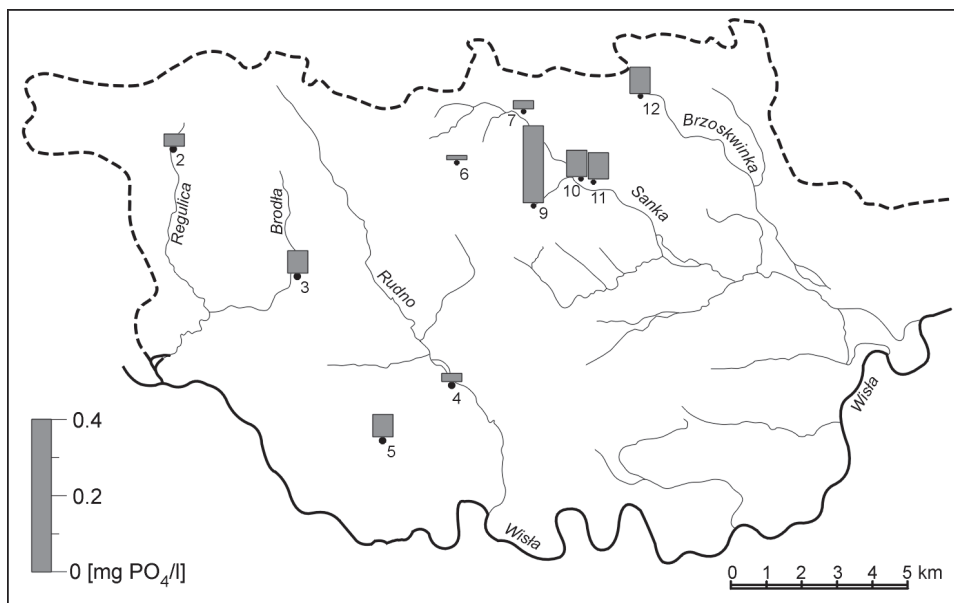 12
7
Brzoskwinka
2
6
10
11
Regulica
Brodła
Sanka
9
3
Rudno
4
Wisła
0.4
5
0.2
Wisła
0 [mg PO4/l]
0 1 2 3 4 5 km